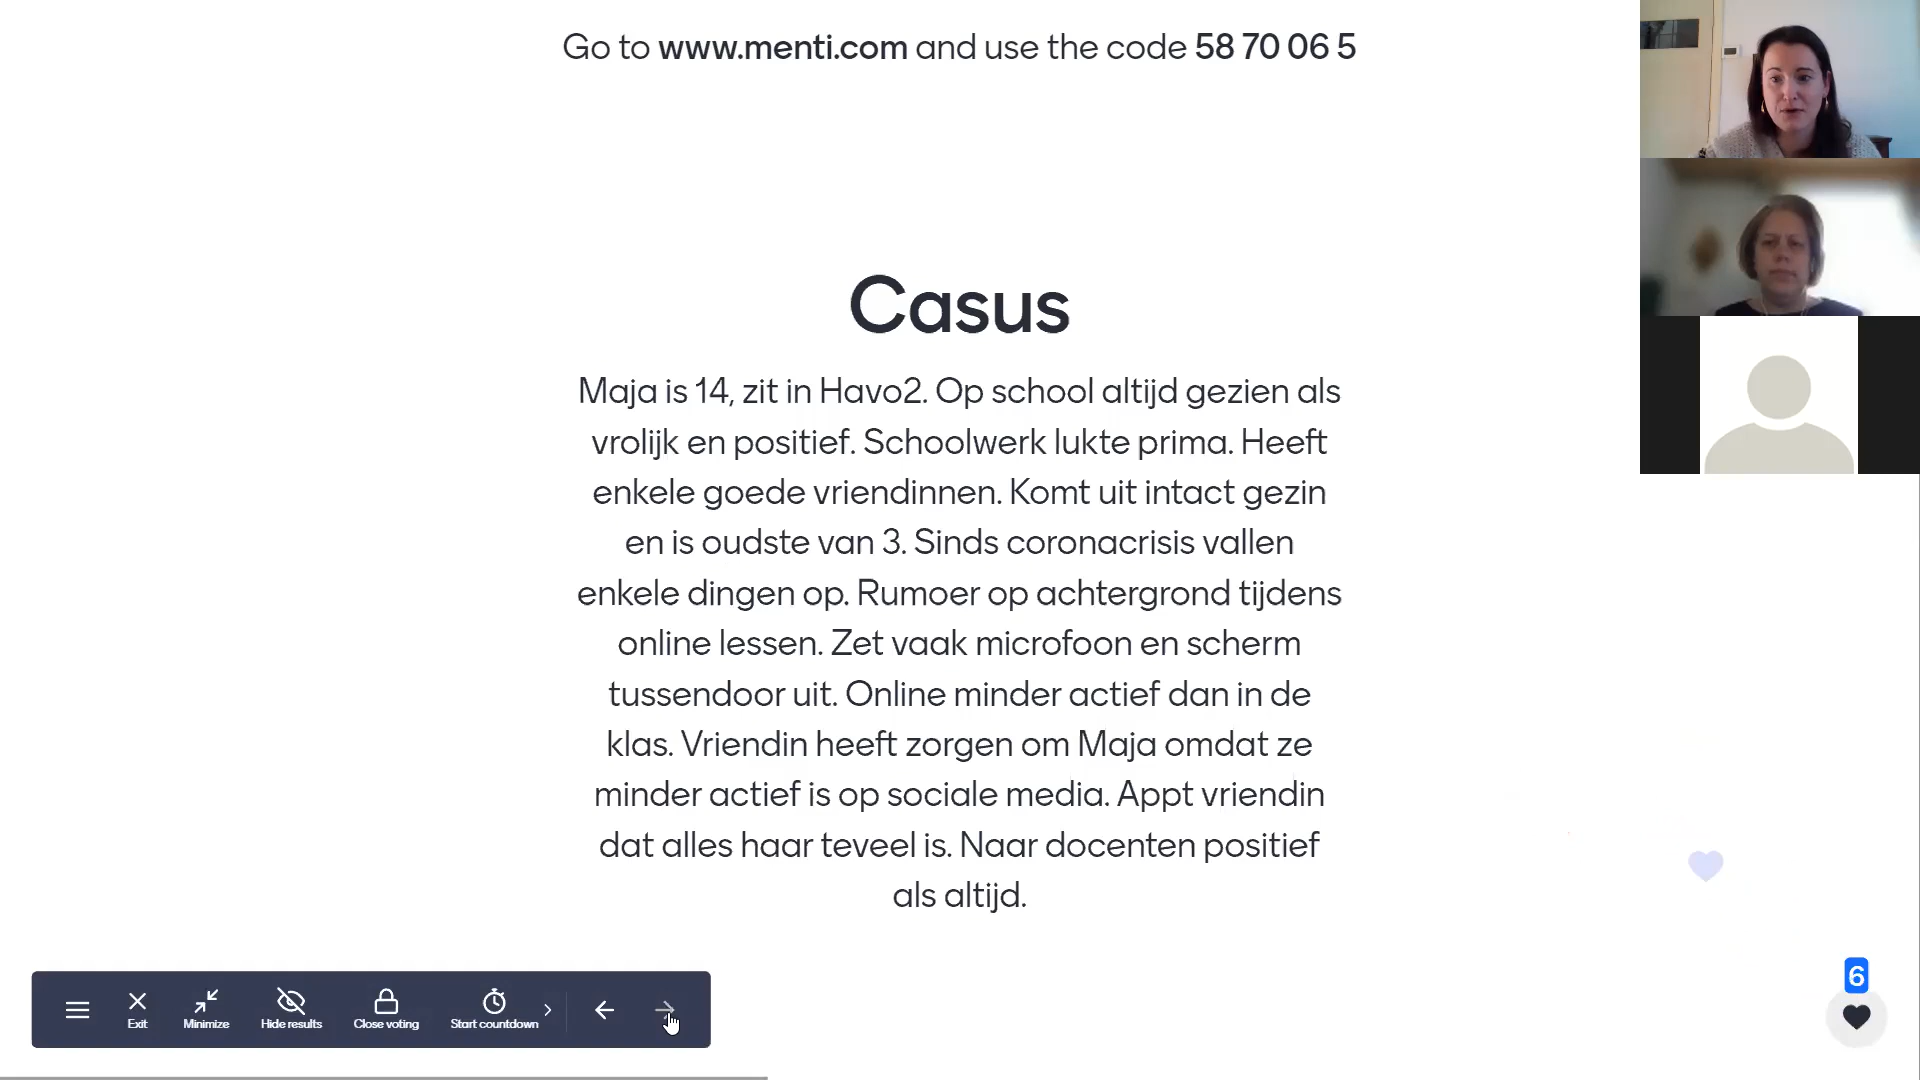 Go to www.menti.com and use the code 58 70 06 5
Casus
Maja is 14, zit in Havo2. Op school altijd gezien als
vrolijk en positief. Schoolwerk lukte prima. Heeft
enkele goede vriendinnen. Komt uit intact gezin
en is oudste van 3. Sinds coronacrisis vallen
enkele dingen op. Rumoer op achtergrond tijdens
online lessen. Zet vaak microfoon en scherm
tussendoor uit. Online minder actief dan in de
klas. Vriendin heeft zorgen om Maja omdat ze
minder actief is op sociale media. Appt vriendin
dat alles haar teveel is. Naar docenten positief
als altijd.
6
Exit Minimize Hide results Close voting Start countdown